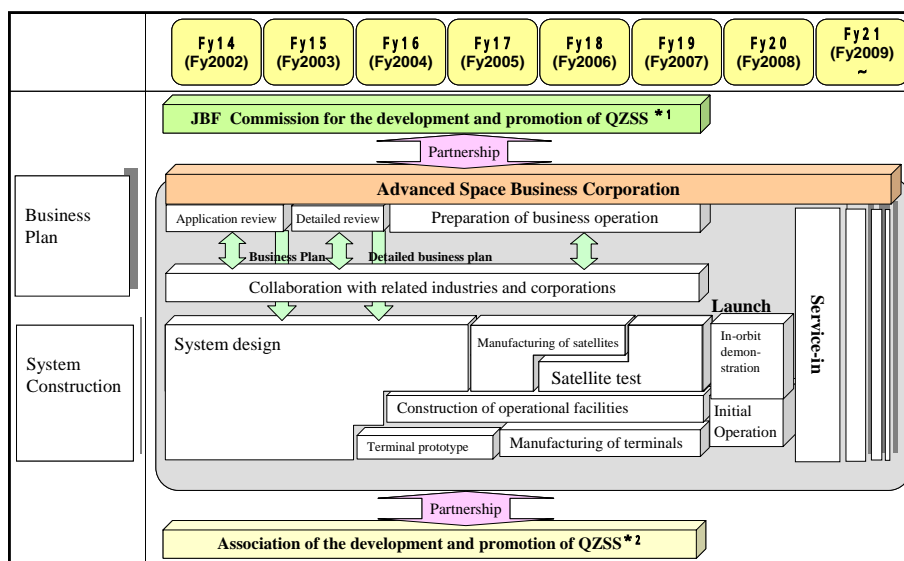 Fy14
(Fy2002)
Fy15
(Fy2003)
Fy16
(Fy2004)
Fy17
(Fy2005)
Fy18
(Fy2006)
Fy19
(Fy2007)
Fy20
(Fy2008)
Fy21
(Fy2009)
~
JBF Commission for the development and promotion of QZSS *1
Partnership
Advanced Space Business Corporation
Business
Plan
Application review
Detailed review
Preparation of business operation
Business Plan
Detailed business plan
Collaboration with related industries and corporations
Launch
System
Construction
System design
Manufacturing of satellites
Satellite test
In-orbit
demon-
stration
Service-in
Construction of operational facilities
Initial
Operation
Terminal prototype
Manufacturing of terminals
Partnership
Association of the development and promotion of QZSS*2